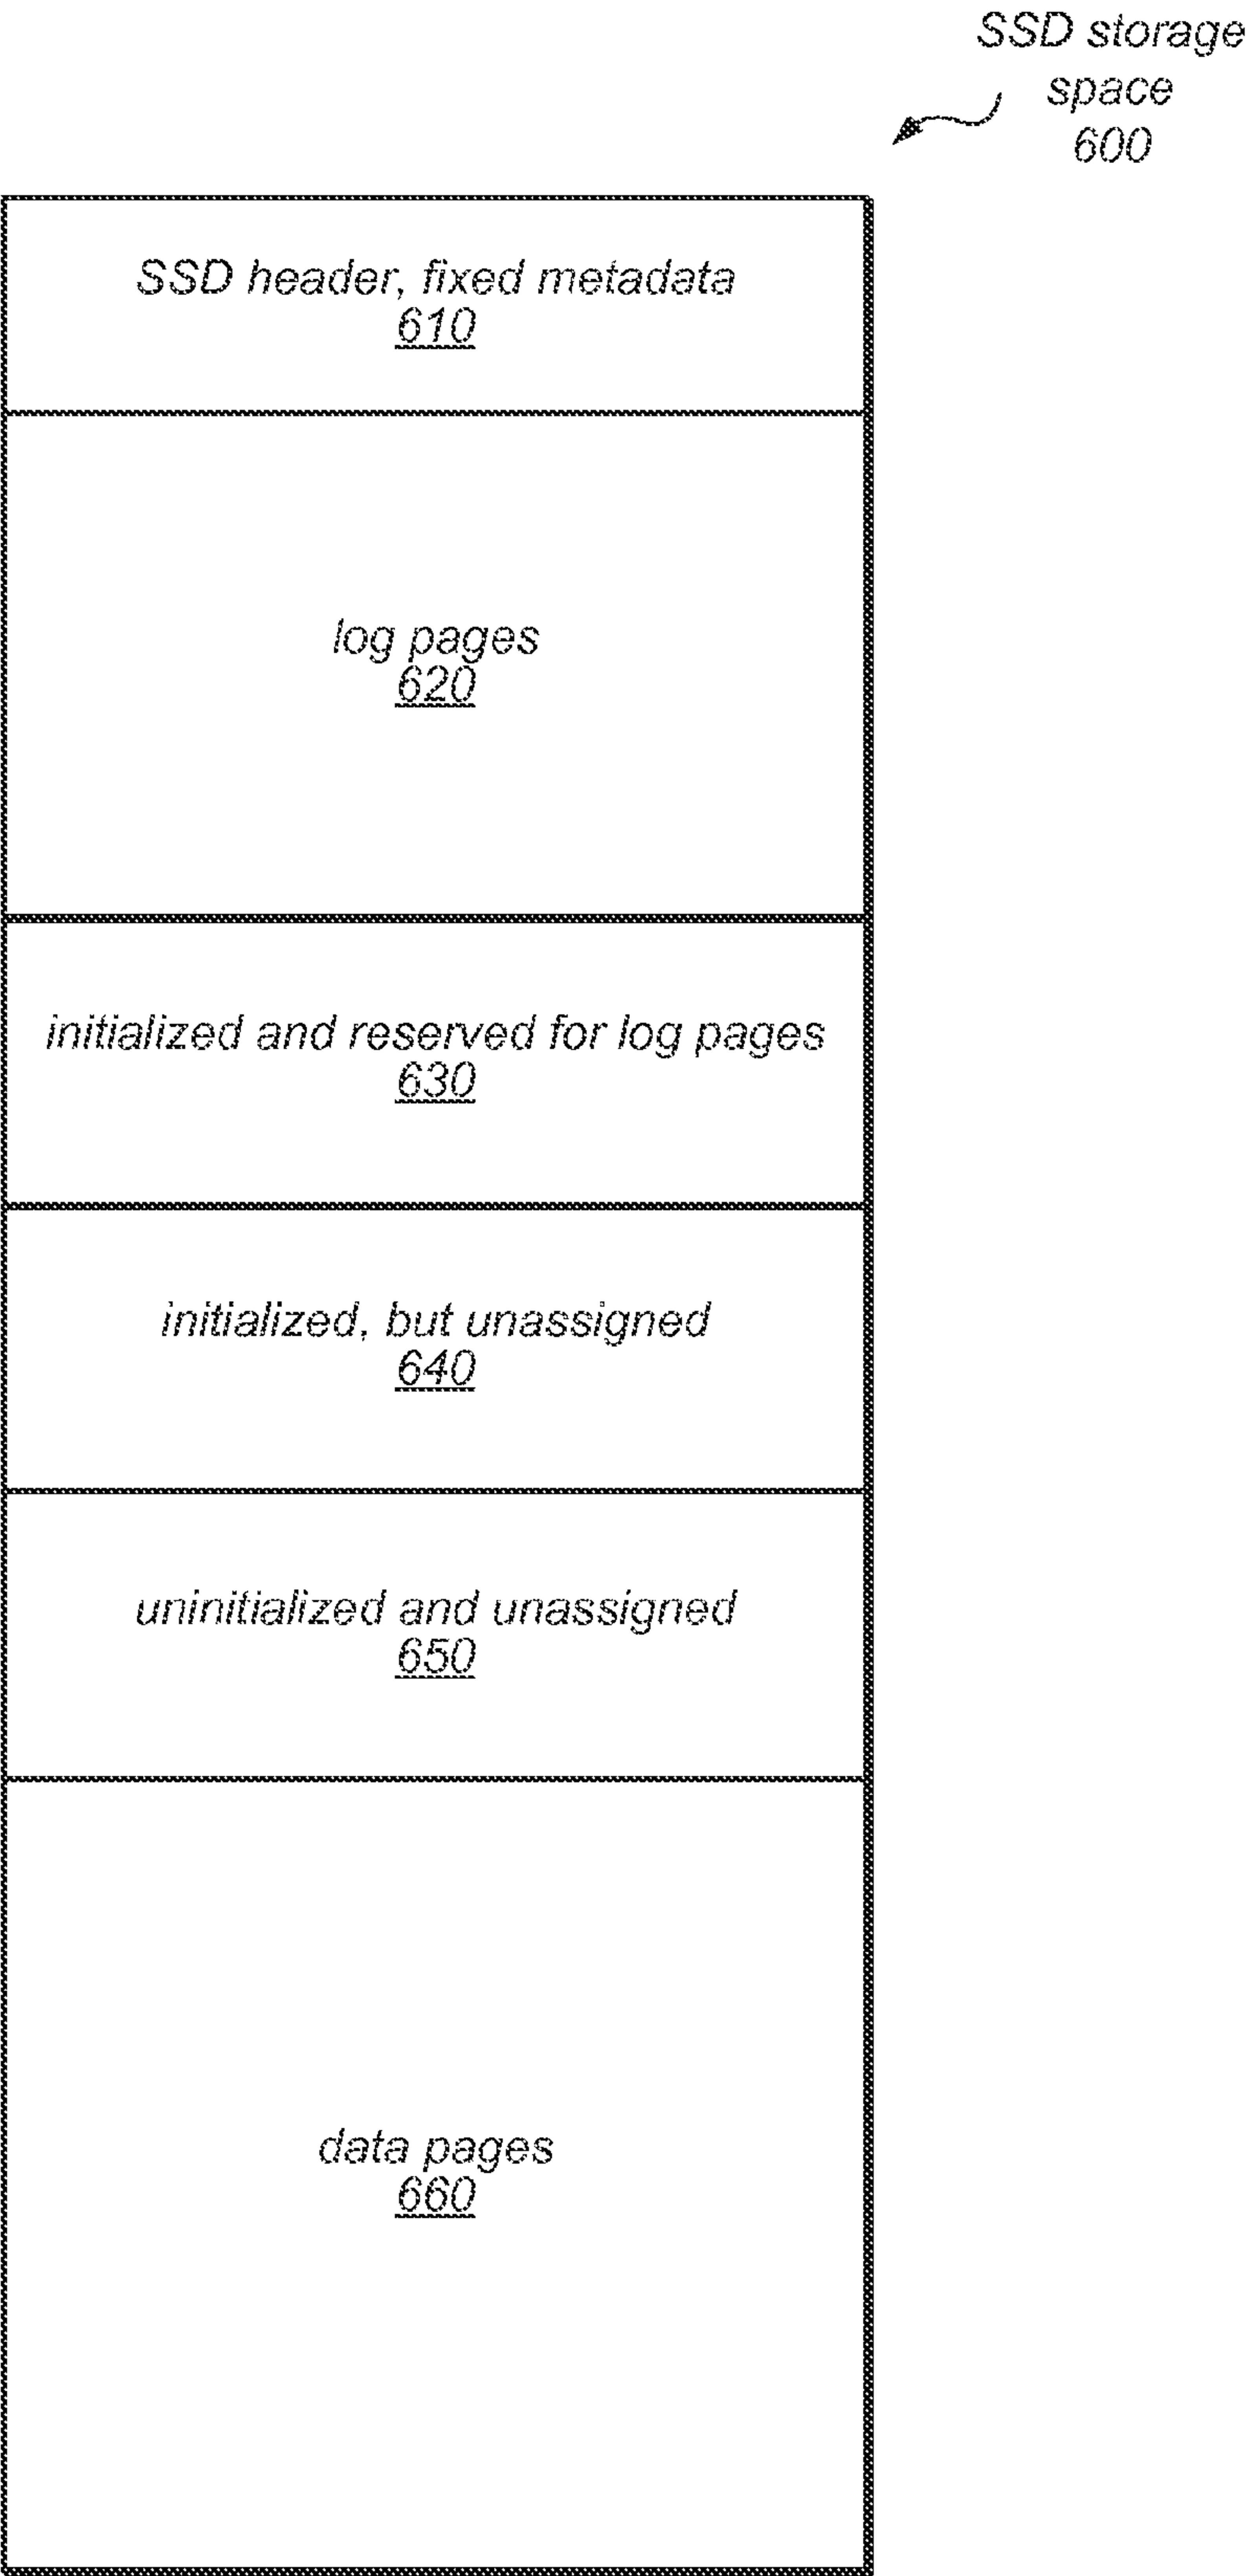 SSD storage
space
600
SSD header, fixed metadata
610
log pages
620
initialized and reserved for log pages
630
initialized, but unassigned
640
uninitialized and unassigned
650
data pages
660